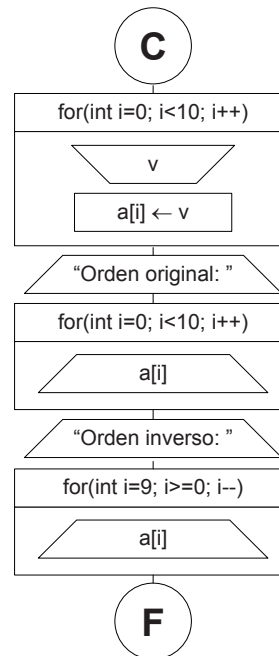 C
for(int i=0; i<10; i++)
v
a[i] ← v
“Orden original: ”
for(int i=0; i<10; i++)
a[i]
“Orden inverso: ”
for(int i=9; i>=0; i--)
a[i]
F